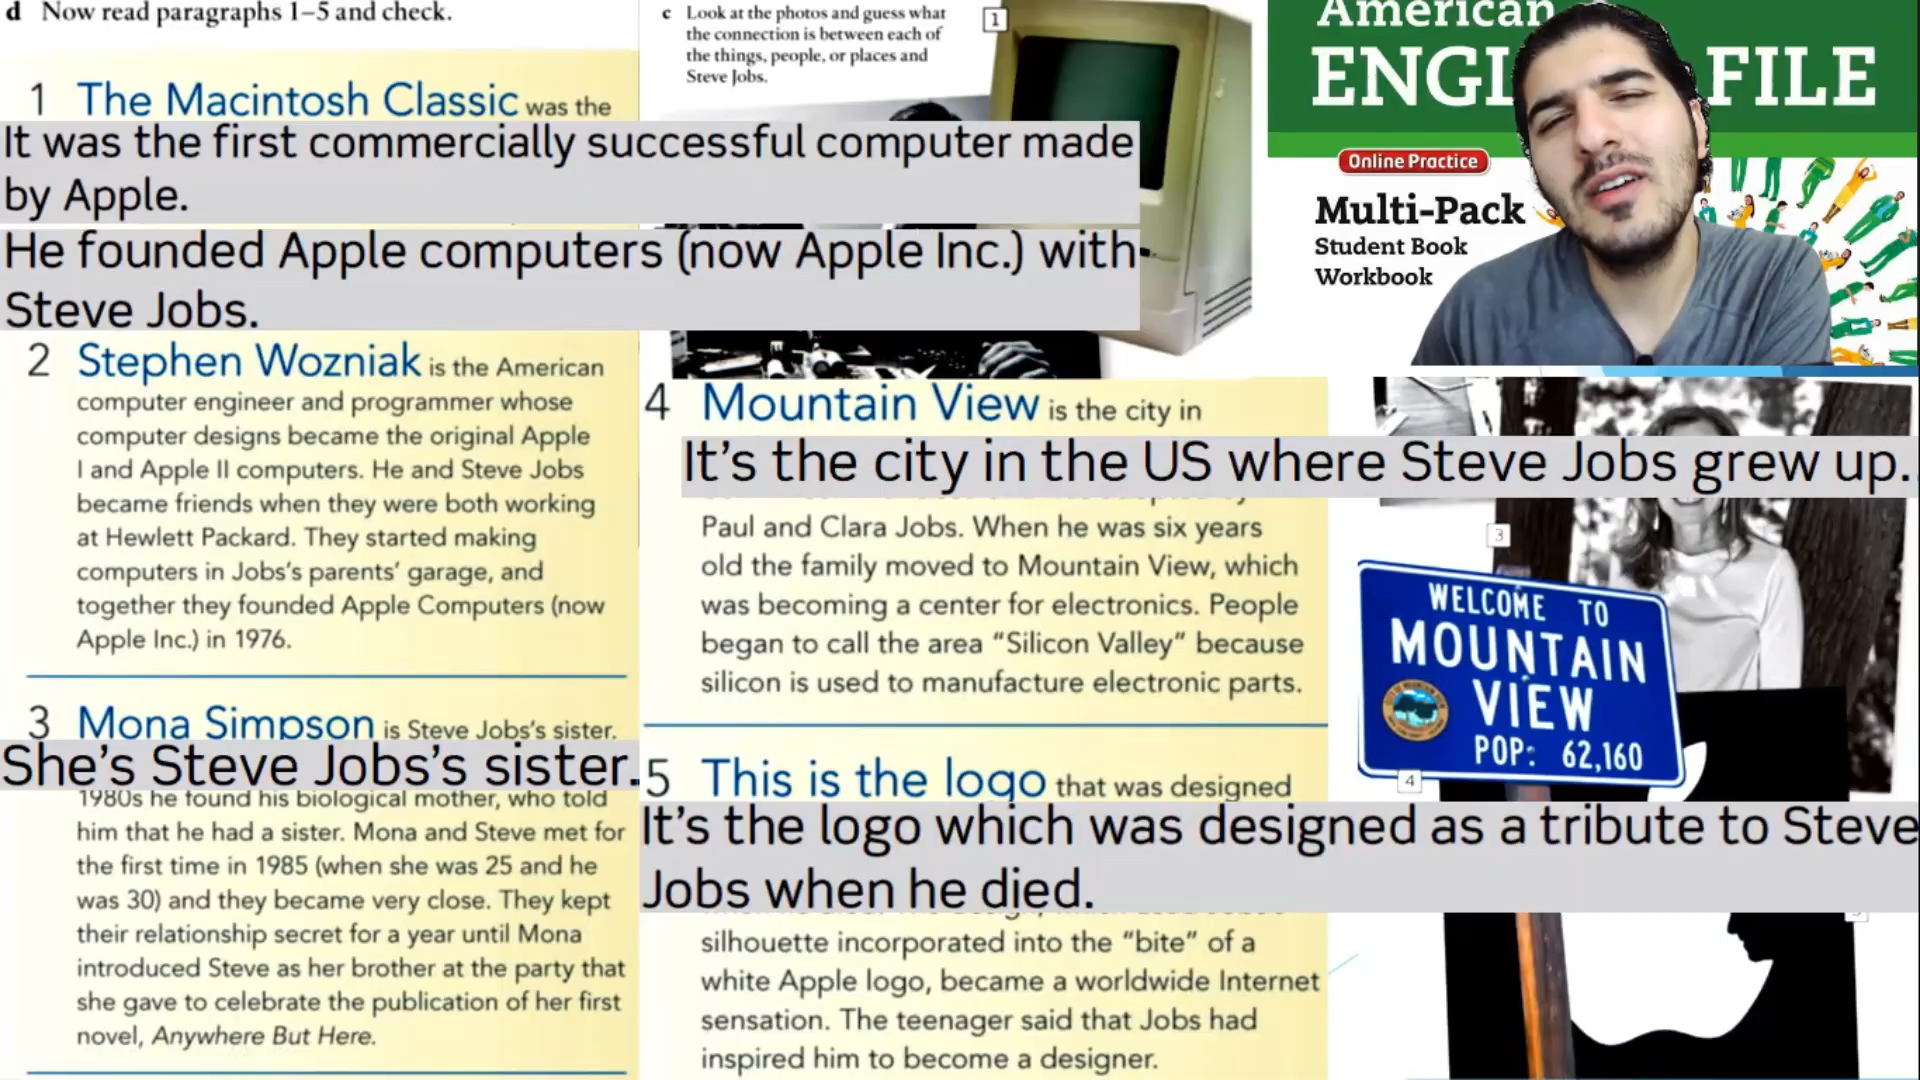 d Now read paragraphs 1–5 and check.
1 The Macintosh Classic was the
It was the first commercially successful computer made
by Apple.
He founded Apple computers (now Apple Inc.) with
Steve Jobs.
2 Stephen Wozniak is the American
computer engineer and programmer whose
computer designs became the original Apple
I and Apple II computers. He and Steve Jobs
became friends when they were both working
at Hewlett Packard. They started making
computers in Jobs's parents' garage, and
together they founded Apple Computers (now
Apple Inc.) in 1976.
3 Mona Simpson is Steve Jobs's sister.
She's Steve Jobs's sister.
1980s he found his biological mother, who told
him that he had a sister. Mona and Steve met for
the first time in 1985 (when she was 25 and he
was 30) and they became very close. They kept
their relationship secret for a year until Mona
introduced Steve as her brother at the party that
she gave to celebrate the publication of her first
novel, Anywhere But Here.
c Look at the photos and guess what
the connection is between each of
the things, people, or places and
Steve Jobs.
1
4 Mountain View is the city in
It's the city in the US where Steve Jobs grew up.
Paul and Clara Jobs. When he was six years
old the family moved to Mountain View, which
was becoming a center for electronics. People
began to call the area "Silicon Valley" because
silicon is used to manufacture electronic parts.
5 This is the logo that was designed
It's the logo which was designed as a tribute to Steve
Jobs when he died.
silhouette incorporated into the "bite" of a
white Apple logo, became a worldwide Internet
sensation. The teenager said that Jobs had
inspired him to become a designer.
American
FILE
Online Practice
Multi-Pack
Student Book
Workbook
3
WELCOME TO
MOUNTAIN
VIEW
POP: 62,160
4